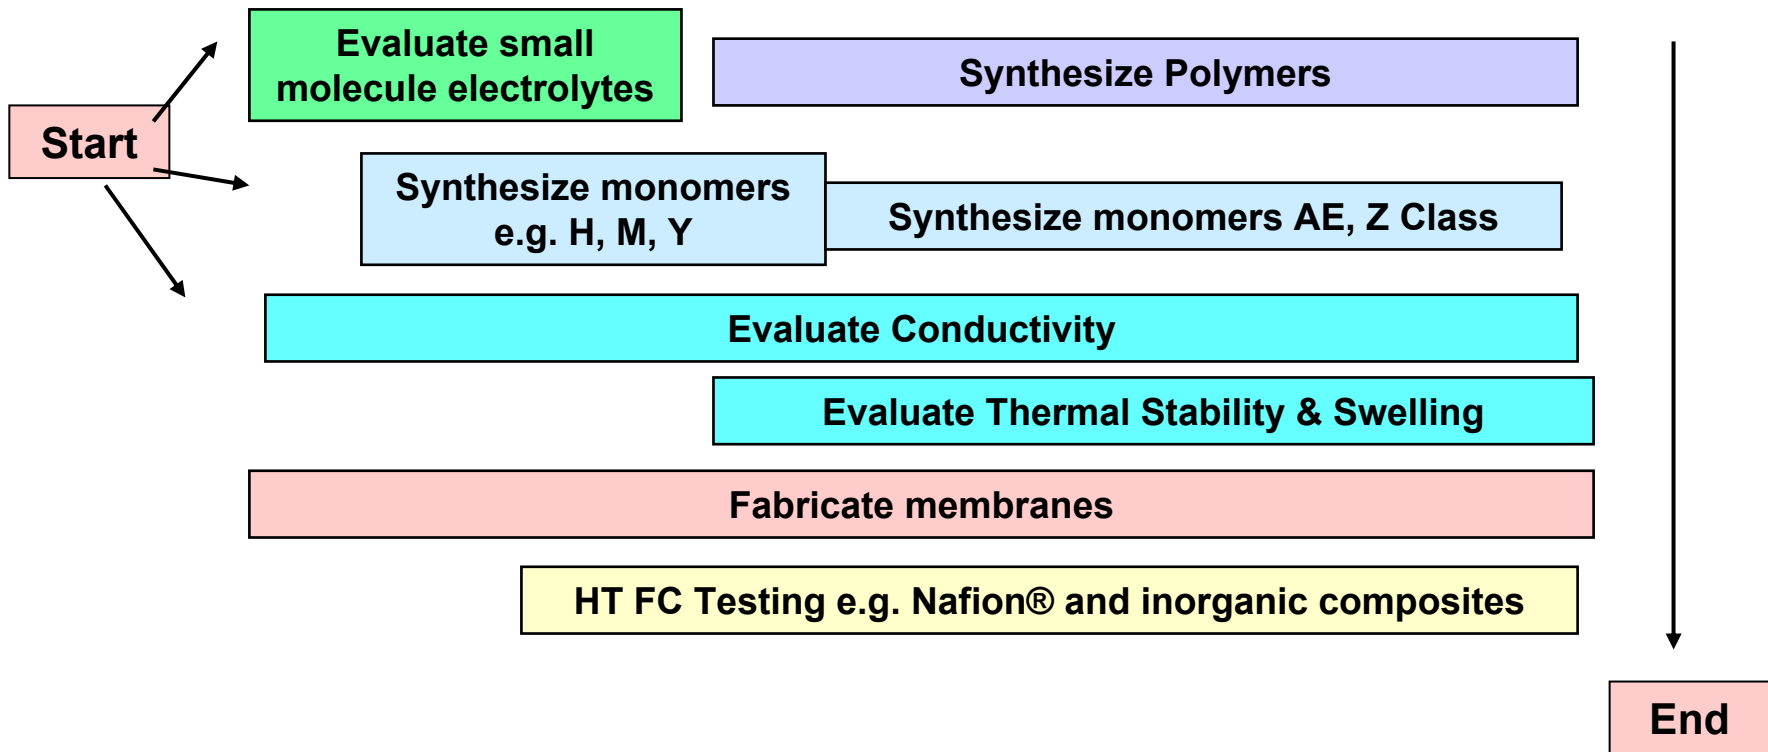 Evaluate small
molecule electrolytes
Synthesize Polymers
Start
Synthesize monomers
e.g. H, M, Y
Synthesize monomers AE, Z Class
Evaluate Conductivity
Evaluate Thermal Stability & Swelling
Fabricate membranes
HT FC Testing e.g. Nafion® and inorganic composites
End